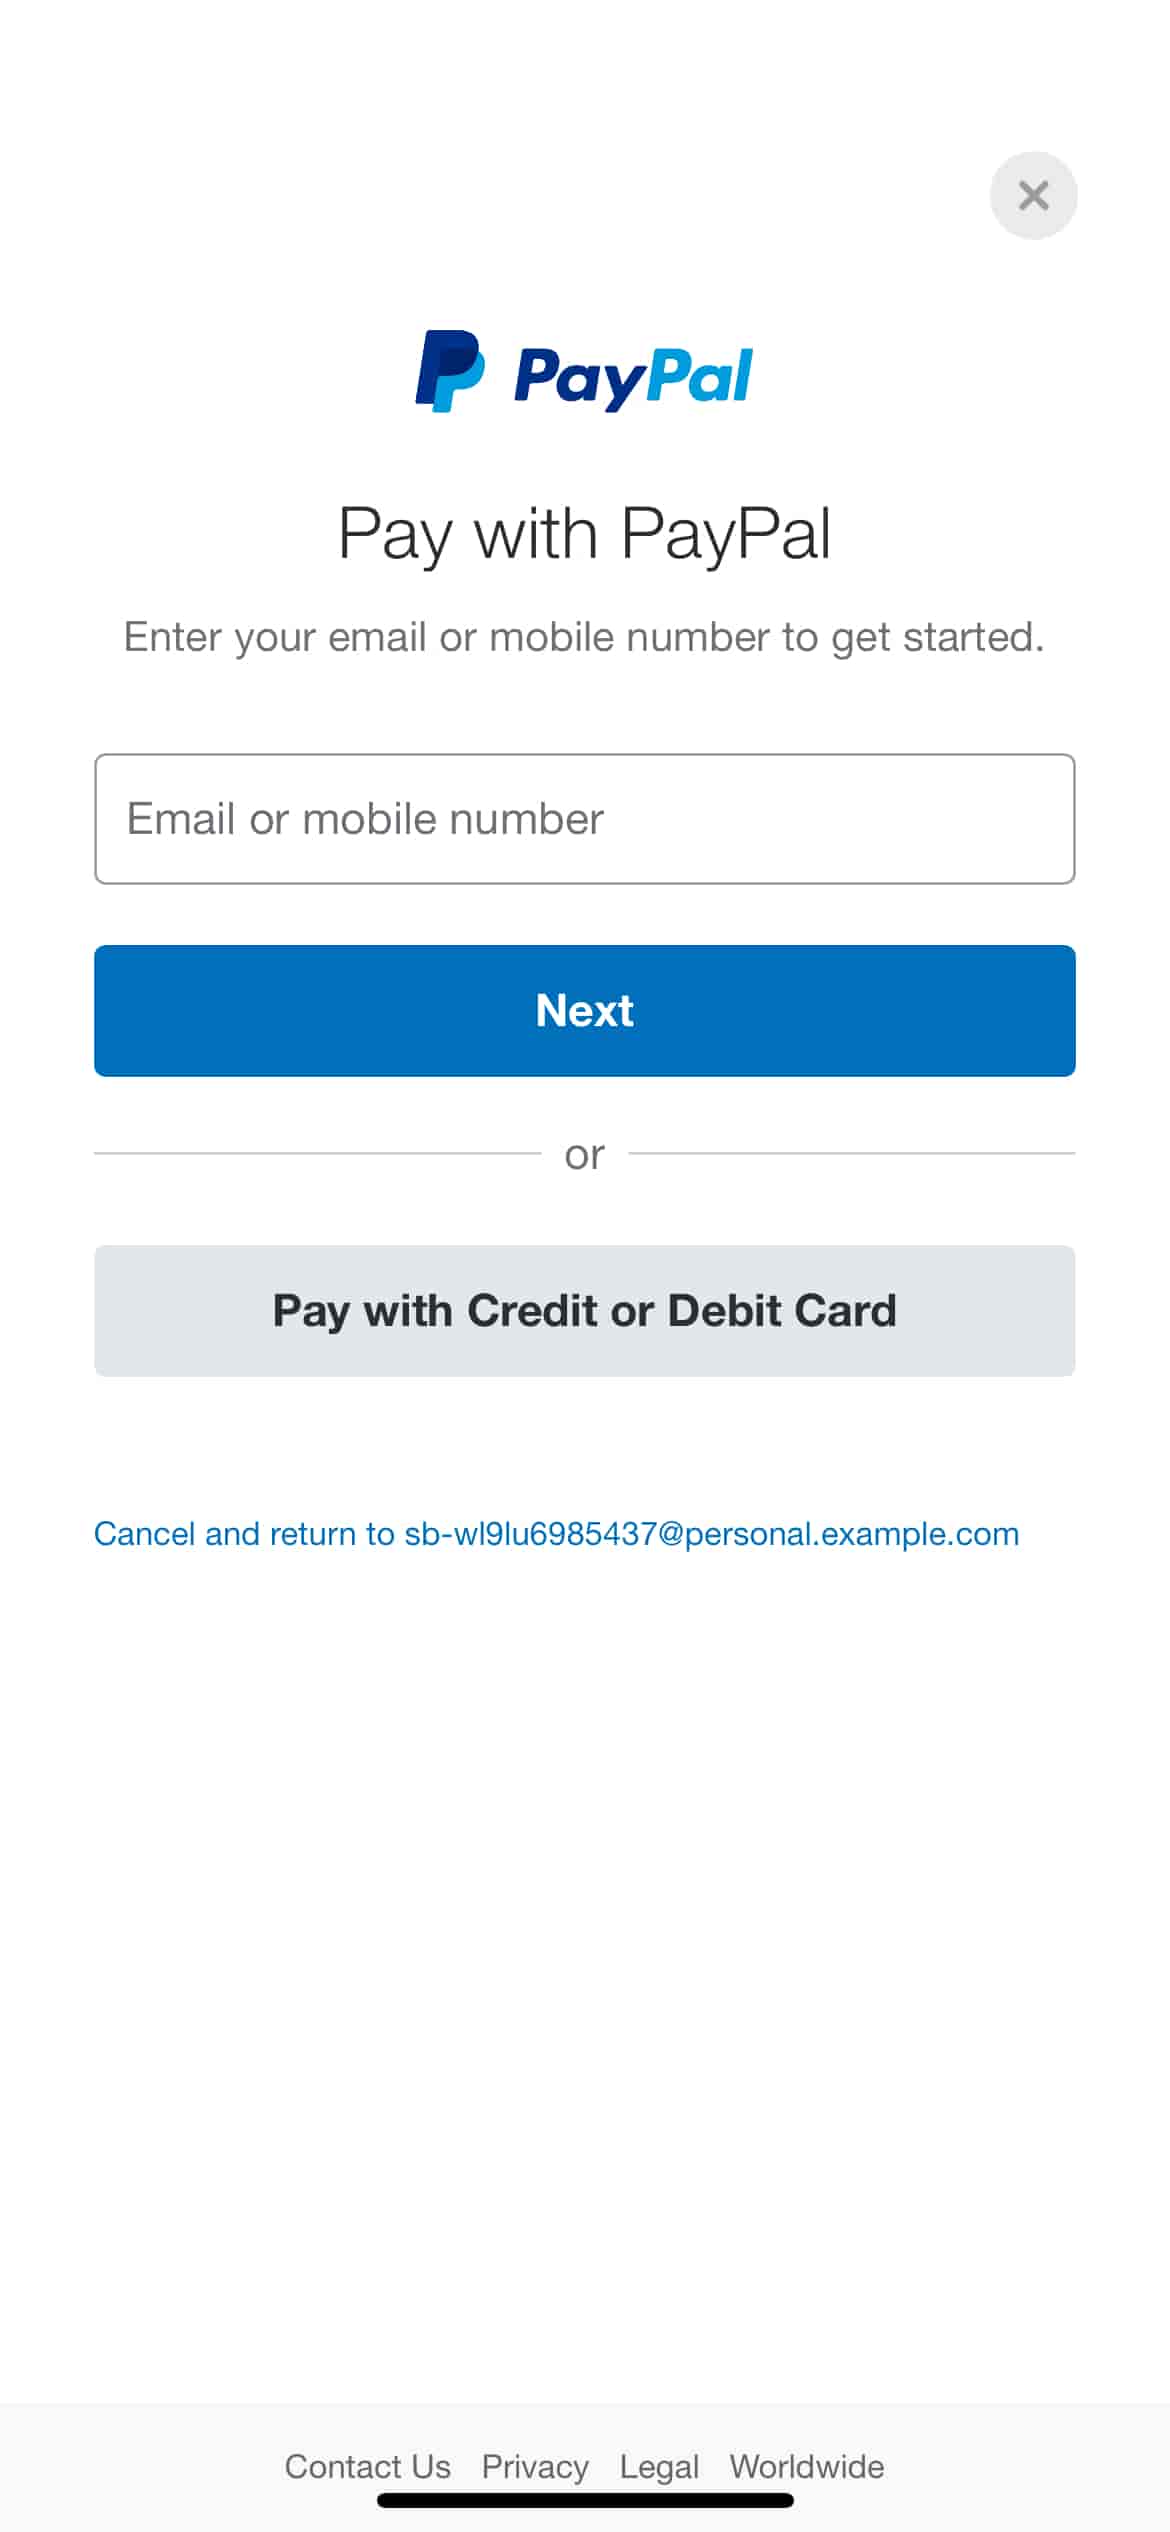 PayPal
Pay with PayPal
Enter your email or mobile number to get started.
Email or mobile number
Next
or
Pay with Credit or Debit Card
Cancel and return to sb-wl9lu6985437@personal.example.com
Contact Us Privacy Legal Worldwide